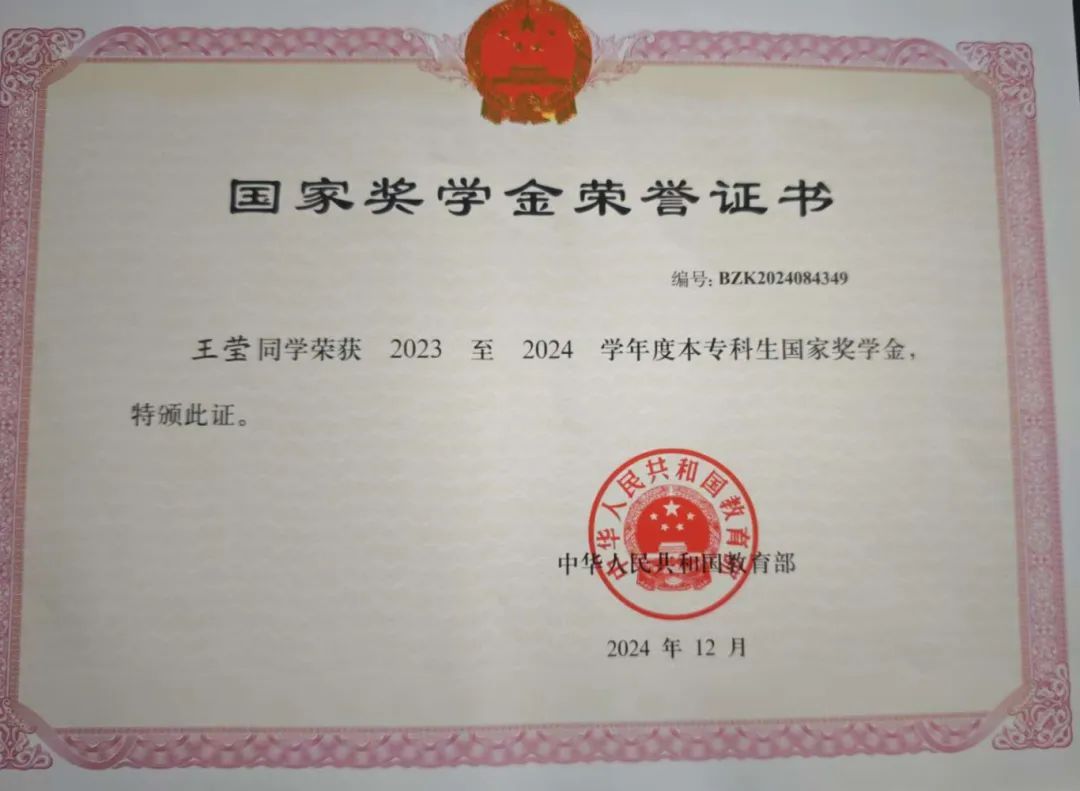 国家奖学金荣誉证书
编号: BZK2024084349
王莹同学荣获 2023 至 2024 学年度本专科生国家奖学金,
特颁此证。
中华人民共和国教育部
中华人民共和国教育部
2024 年 12 月